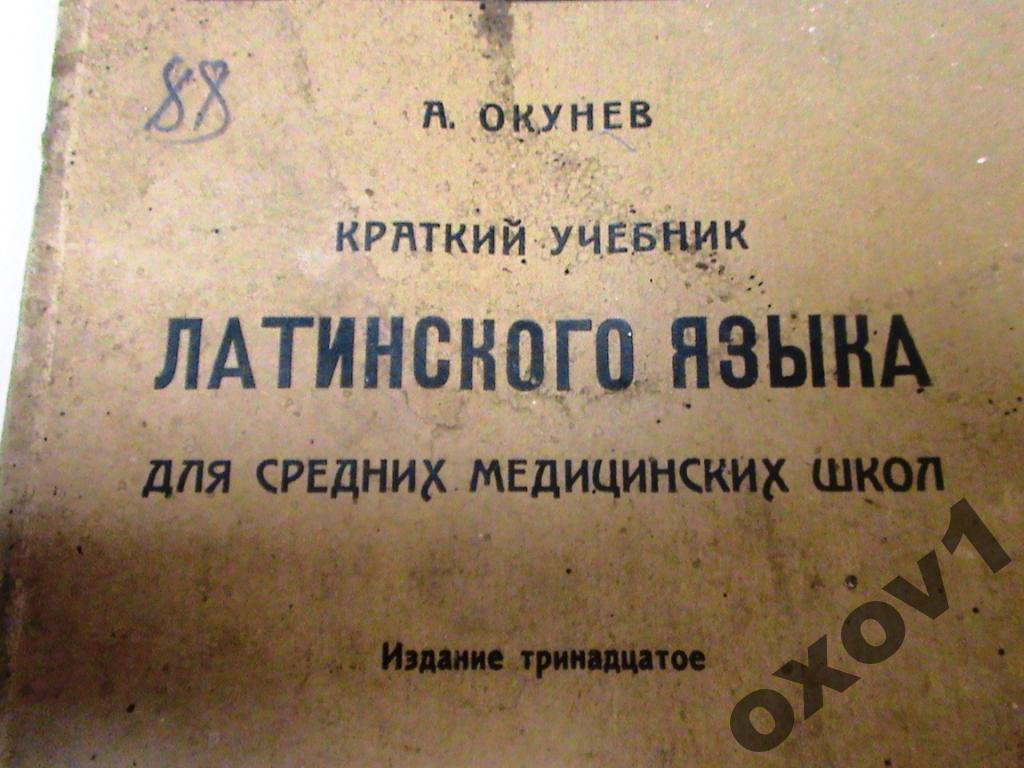 88
А. ОКУНЕВ
КРАТКИЙ УЧЕБНИК
ЛАТИНСКОГО ЯЗЫКА
ДЛЯ СРЕДНИХ МЕДИЦИНСКИХ ШКОЛ
Издание тринадцатое
oxov1